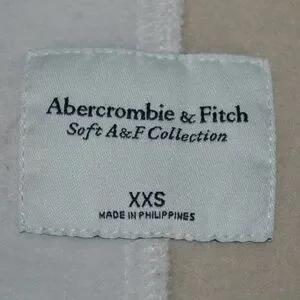 Abercrombie & Fitch
Soft A&F Collection
XXS
MADE IN PHILIPPINES